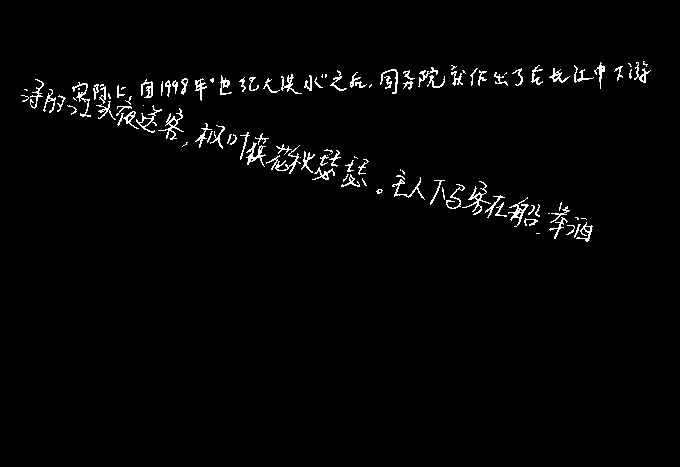 实际上,自1998年“世纪大洪水”之后,国务院就作出了在长江中下游
浔阳江头夜送客,枫叶荻花秋瑟瑟。主人下马客在船,举酒